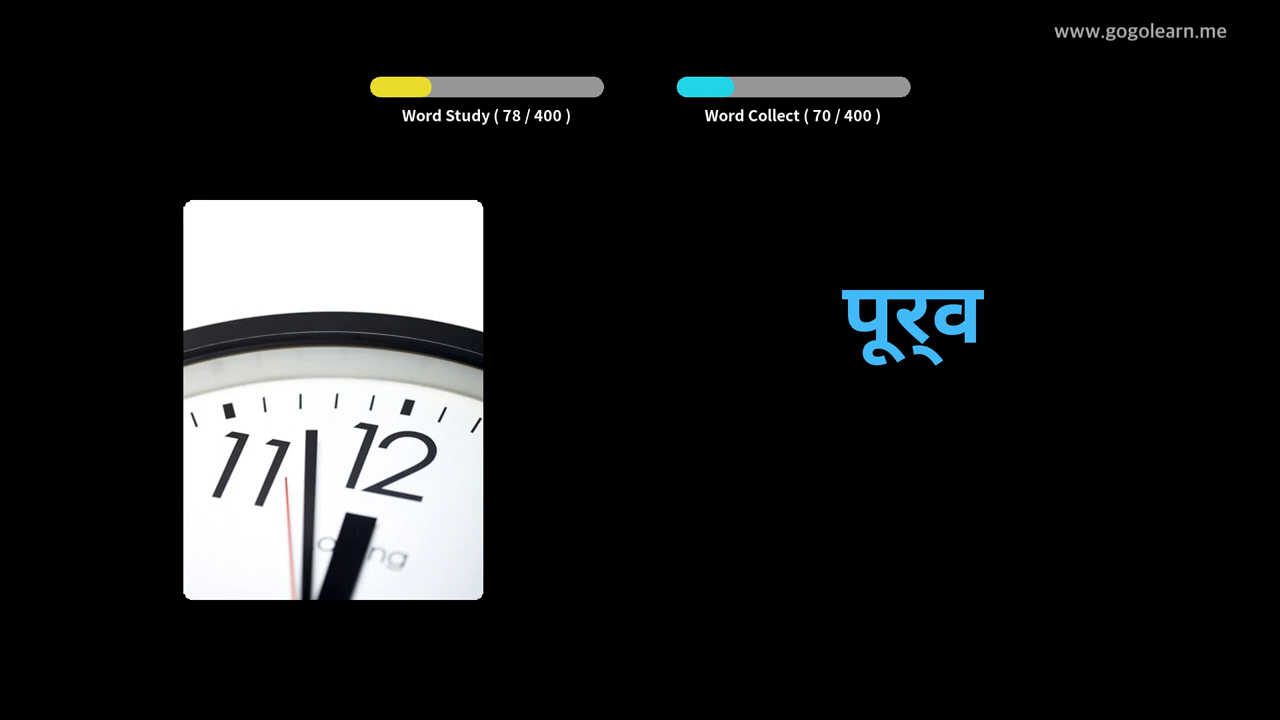 www.gogolearn.me
Word Study ( 78 / 400 )
Word Collect ( 70 / 400 )
पूर्‌व
11 12